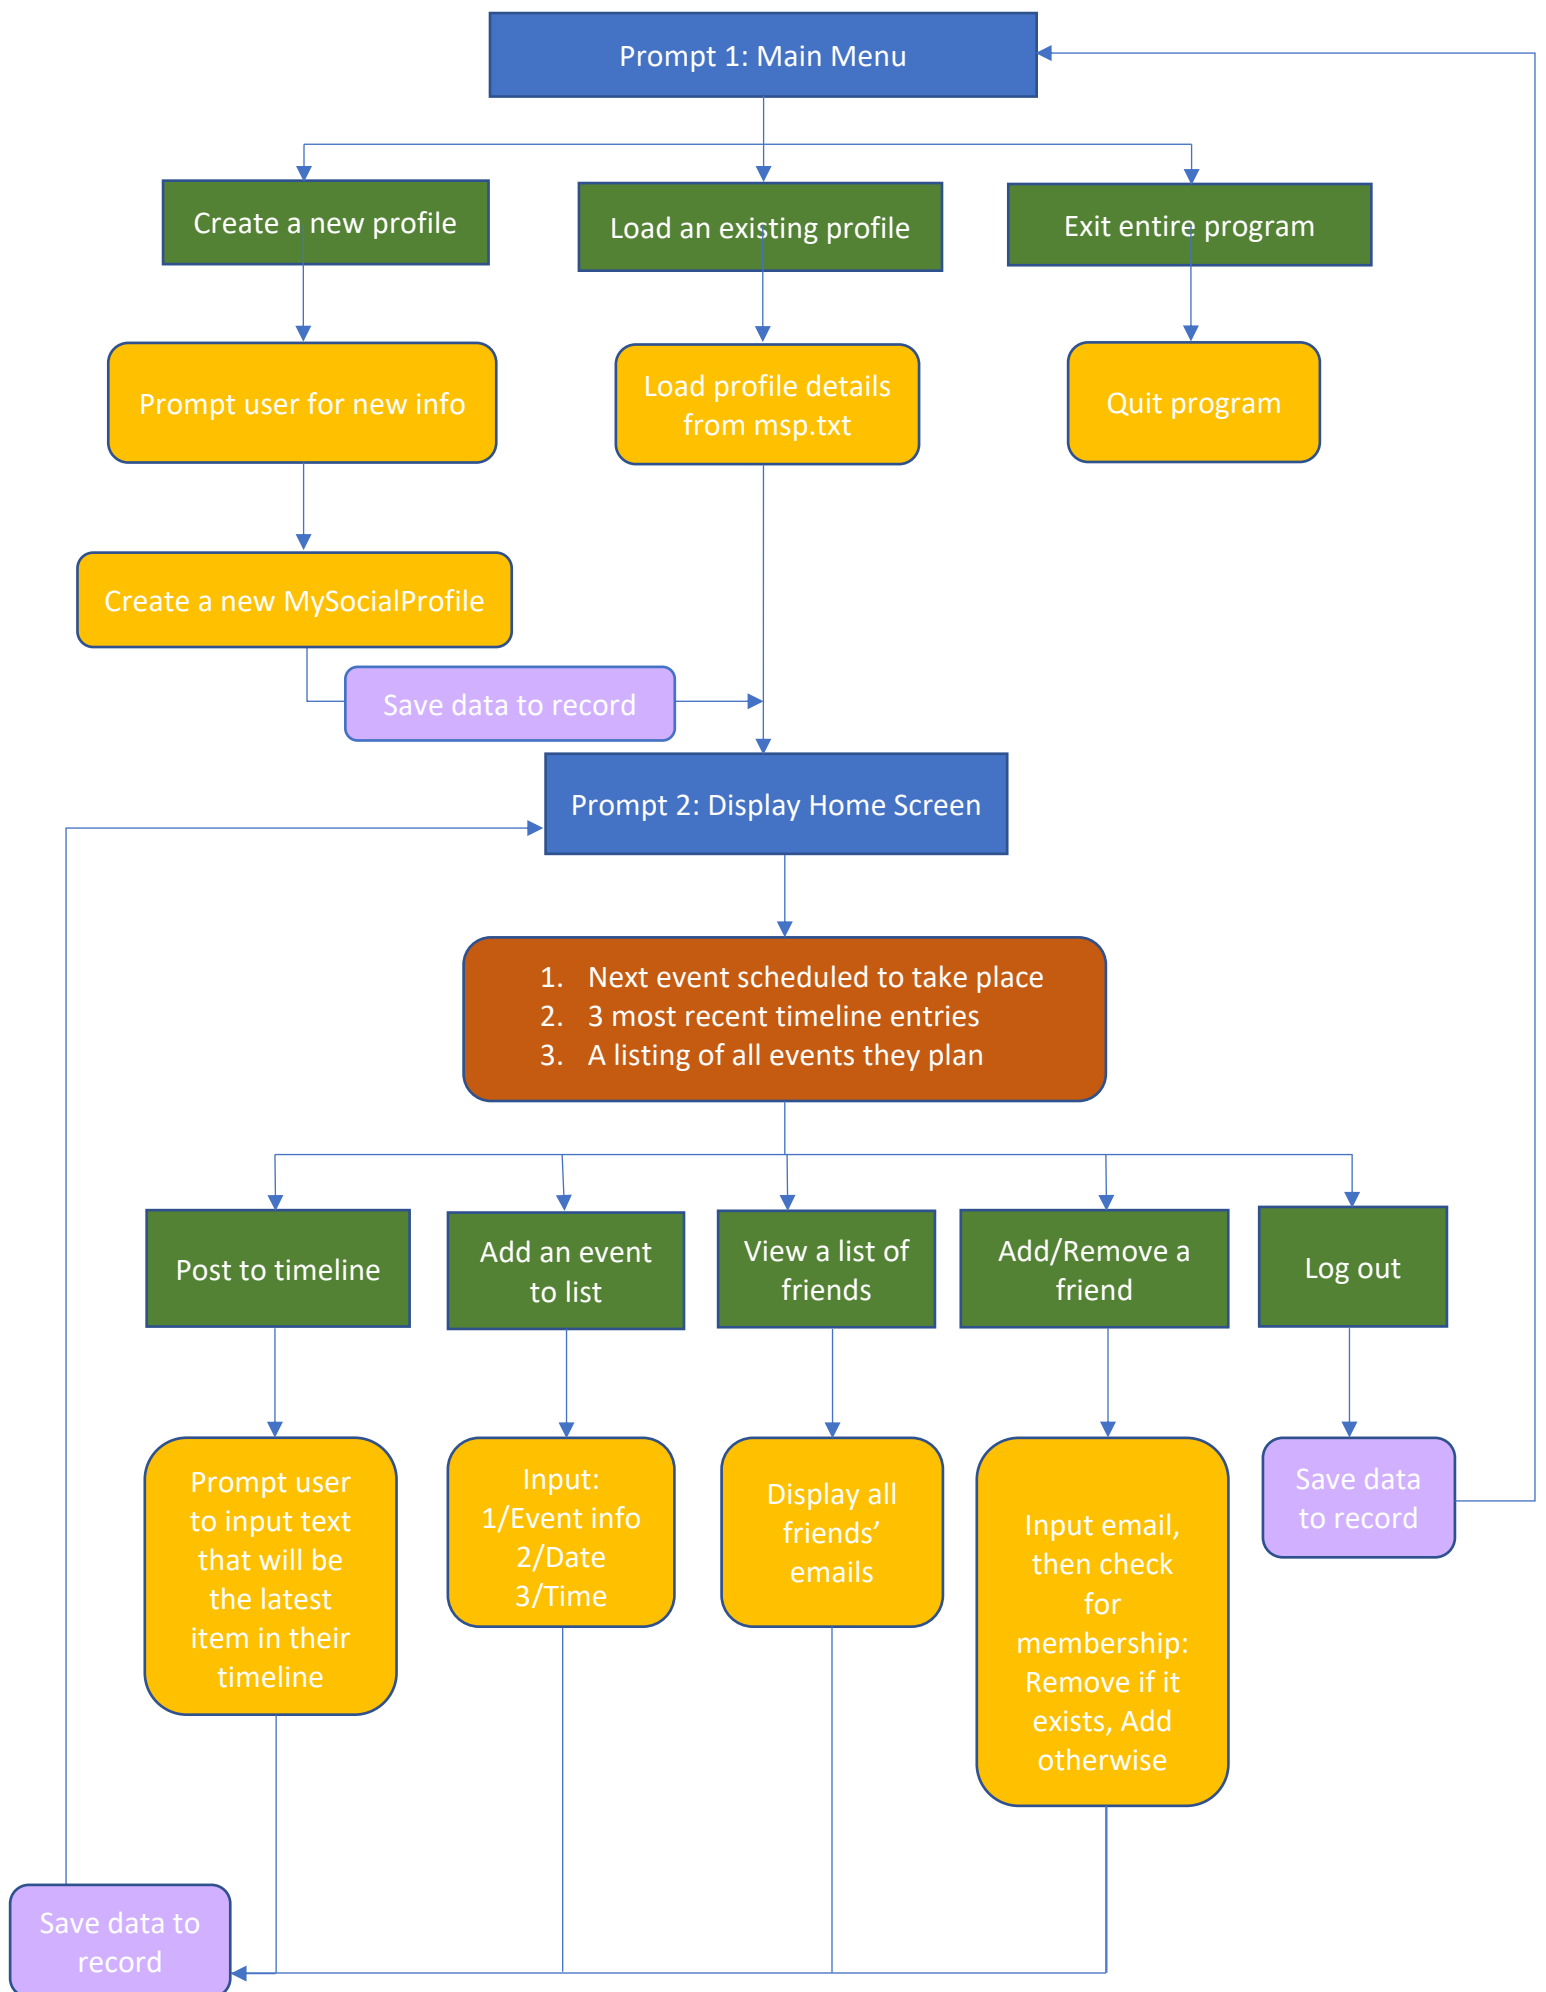 Prompt 1: Main Menu
Create a new profile
Load an existing profile
Exit entire program
Prompt user for new info
Load profile details
from msp.txt
Quit program
Create a new MySocialProfile
Save data to record
Prompt 2: Display Home Screen
1. Next event scheduled to take place
2. 3 most recent timeline entries
3. A listing of all events they plan
Post to timeline
Add an event
to list
View a list of
friends
Add/Remove a
friend
Log out
Prompt user
to input text
that will be
the latest
item in their
timeline
Input:
1/Event info
2/Date
3/Time
Display all
friends’
emails
Input email,
then check
for
membership:
Remove if it
exists, Add
otherwise
Save data
to record
Save data to
record